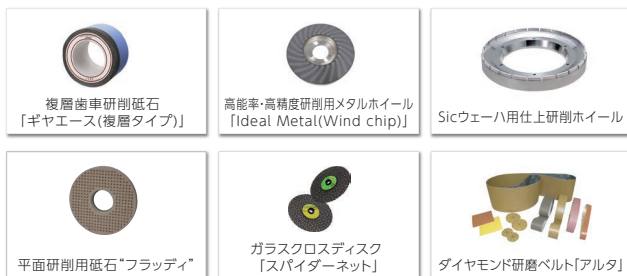 複層歯車研削砥石
「ギヤエース(複層タイプ)」
高能率・高精度研削用メタルホイール
「Ideal Metal(Wind chip)」
Sicウェーハ用仕上研削ホイール
平面研削用砥石“フラッディ”
ガラスクロスディスク
「スパイダーネット」
ダイヤモンド研磨ベルト「アルタ」